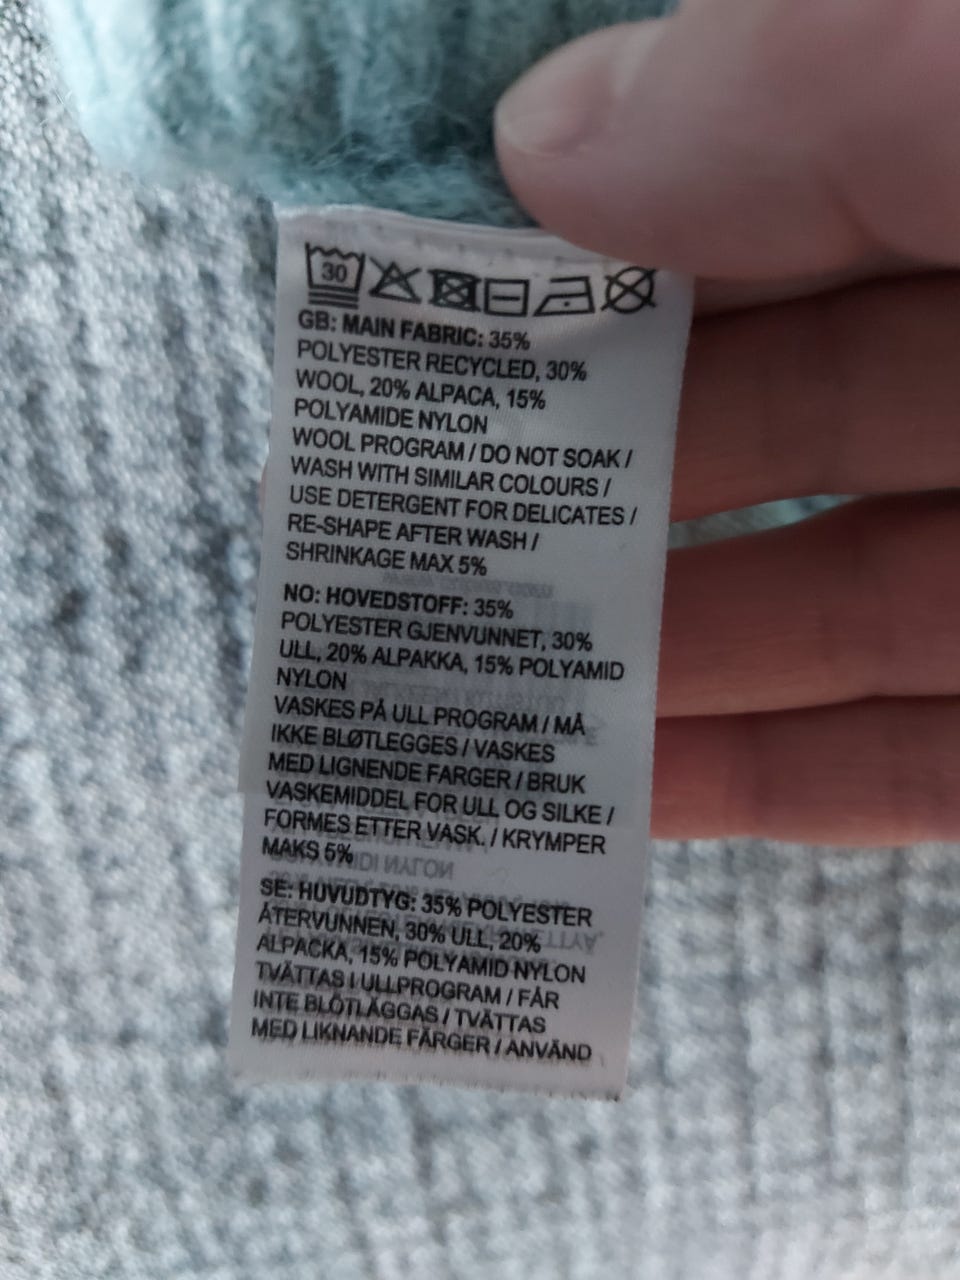 30
GB: MAIN FABRIC: 35%
POLYESTER RECYCLED, 30%
WOOL, 20% ALPACA, 15%
POLYAMIDE NYLON
WOOL PROGRAM / DO NOT SOAK /
WASH WITH SIMILAR COLOURS /
USE DETERGENT FOR DELICATES /
RE-SHAPE AFTER WASH /
SHRINKAGE MAX 5%
NO: HOVEDSTOFF: 35%
POLYESTER GJENVUNNET, 30%
ULL, 20% ALPAKKA, 15% POLYAMID
NYLON
VASKES PÅ ULL PROGRAM / MÅ
IKKE BLØTLEGGES / VASKES
MED LIGNENDE FARGER / BRUK
VASKEMIDDEL FOR ULL OG SILKE /
FORMES ETTER VASK. / KRYMPER
MAKS 5%
SE: HUVUDTYG: 35% POLYESTER
ÅTERVUNNEN, 30% ULL, 20%
ALPACKA, 15% POLYAMID NYLON
TVÄTTAS I ULLPROGRAM / FÅR
INTE BLÖTLÄGGAS / TVÄTTAS
MED LIKNANDE FÄRGER / ANVÄND